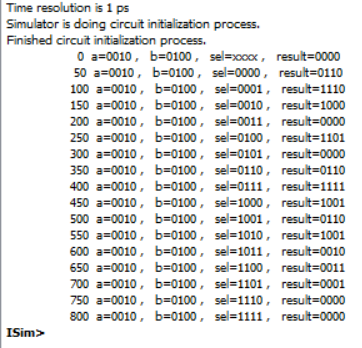 Time resolution is 1 ps
Simulator is doing circuit initialization process.
Finished circuit initialization process.
0 a=0010 , b=0100 , sel=xxxx , result=0000
50 a=0010 , b=0100 , sel=0000 , result=0110
100 a=0010 , b=0100 , sel=0001 , result=1110
150 a=0010 , b=0100 , sel=0010 , result=1000
200 a=0010 , b=0100 , sel=0011 , result=0000
250 a=0010 , b=0100 , sel=0100 , result=1101
300 a=0010 , b=0100 , sel=0101 , result=0000
350 a=0010 , b=0100 , sel=0110 , result=0110
400 a=0010 , b=0100 , sel=0111 , result=1111
450 a=0010 , b=0100 , sel=1000 , result=1001
500 a=0010 , b=0100 , sel=1001 , result=0110
550 a=0010 , b=0100 , sel=1010 , result=1001
600 a=0010 , b=0100 , sel=1011 , result=0010
650 a=0010 , b=0100 , sel=1100 , result=0011
700 a=0010 , b=0100 , sel=1101 , result=0001
750 a=0010 , b=0100 , sel=1110 , result=0000
800 a=0010 , b=0100 , sel=1111 , result=0000
ISim>